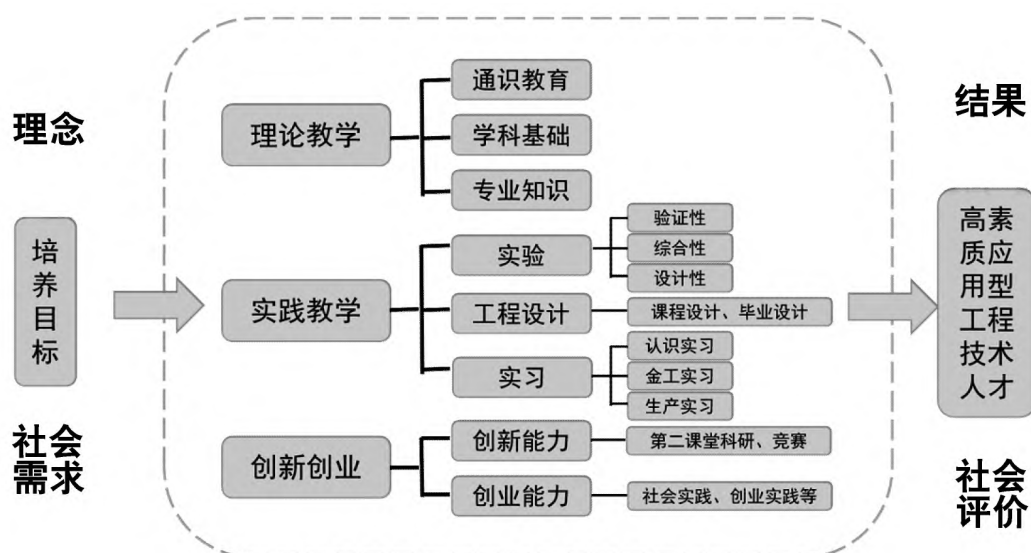 理念
培
养
目
标
社会
需求
理论教学
通识教育
学科基础
专业知识
实践教学
实验
验证性
综合性
设计性
工程设计
课程设计、毕业设计
实习
认识实习
金工实习
生产实习
创新创业
创新能力
第二课堂科研、竞赛
创业能力
社会实践、创业实践等
结果
高素
质应
用型
工程
技术
人才
社会
评价